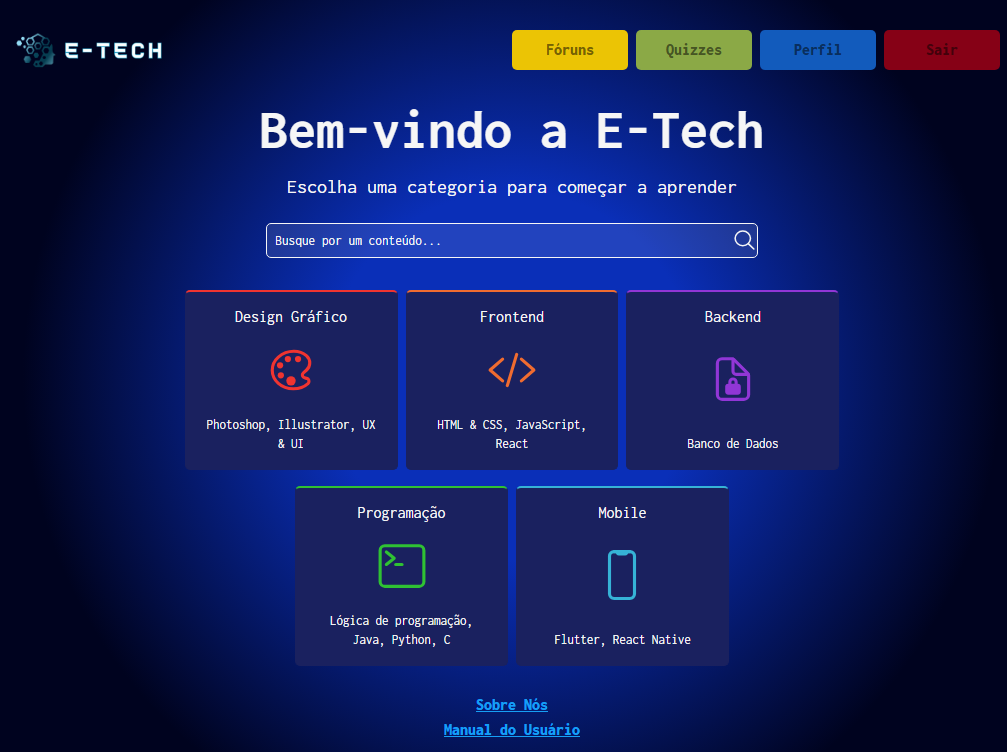 E-TECH
Fóruns
Quizzes
Perfil
Sair
Bem-vindo a E-Tech
Escolha uma categoria para começar a aprender
Busque por um conteúdo...
Design Gráfico
Photoshop, Illustrator, UX
& UI
Frontend
HTML & CSS, JavaScript,
React
Backend
Banco de Dados
Programação
Lógica de programação,
Java, Python, C
Mobile
Flutter, React Native
Sobre Nós
Manual do Usuário